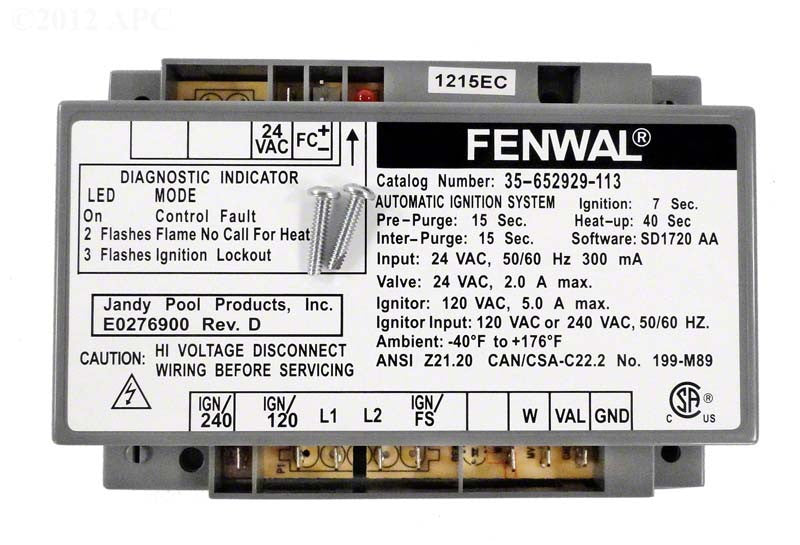 ©2012 APC
1215EC
24 VAC
FC + -
FENWAL®
DIAGNOSTIC INDICATOR
LED MODE
On Control Fault
2 Flashes Flame No Call For Heat
3 Flashes Ignition Lockout
Catalog Number: 35-652929-113
AUTOMATIC IGNITION SYSTEM Ignition: 7 Sec.
Pre-Purge: 15 Sec. Heat-up: 40 Sec
Inter-Purge: 15 Sec. Software: SD1720 AA
Input: 24 VAC, 50/60 Hz 300 mA
Valve: 24 VAC, 2.0 A max.
Ignitor: 120 VAC, 5.0 A max.
Ignitor Input: 120 VAC or 240 VAC, 50/60 HZ.
Ambient: -40°F to +176°F
ANSI Z21.20 CAN/CSA-C22.2 No. 199-M89
Jandy Pool Products, Inc.
E0276900 Rev. D
CAUTION: HI VOLTAGE DISCONNECT
WIRING BEFORE SERVICING
IGN/240 IGN/120 L1 L2 IGN/FS W VAL GND
C SA ® US
P1